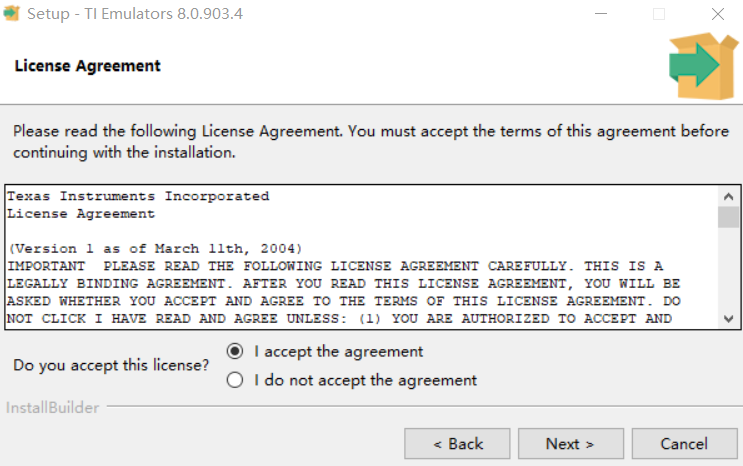 Setup - TI Emulators 8.0.903.4
License Agreement
Please read the following License Agreement. You must accept the terms of this agreement before
continuing with the installation.
Texas Instruments Incorporated
License Agreement
(Version 1 as of March 11th, 2004)
IMPORTANT  PLEASE READ THE FOLLOWING LICENSE AGREEMENT CAREFULLY. THIS IS A
LEGALLY BINDING AGREEMENT. AFTER YOU READ THIS LICENSE AGREEMENT, YOU WILL BE
ASKED WHETHER YOU ACCEPT AND AGREE TO THE TERMS OF THIS LICENSE AGREEMENT. DO
NOT CLICK I HAVE READ AND AGREE UNLESS: (1) YOU ARE AUTHORIZED TO ACCEPT AND
Do you accept this license?
I accept the agreement
I do not accept the agreement
InstallBuilder
< Back
Next >
Cancel